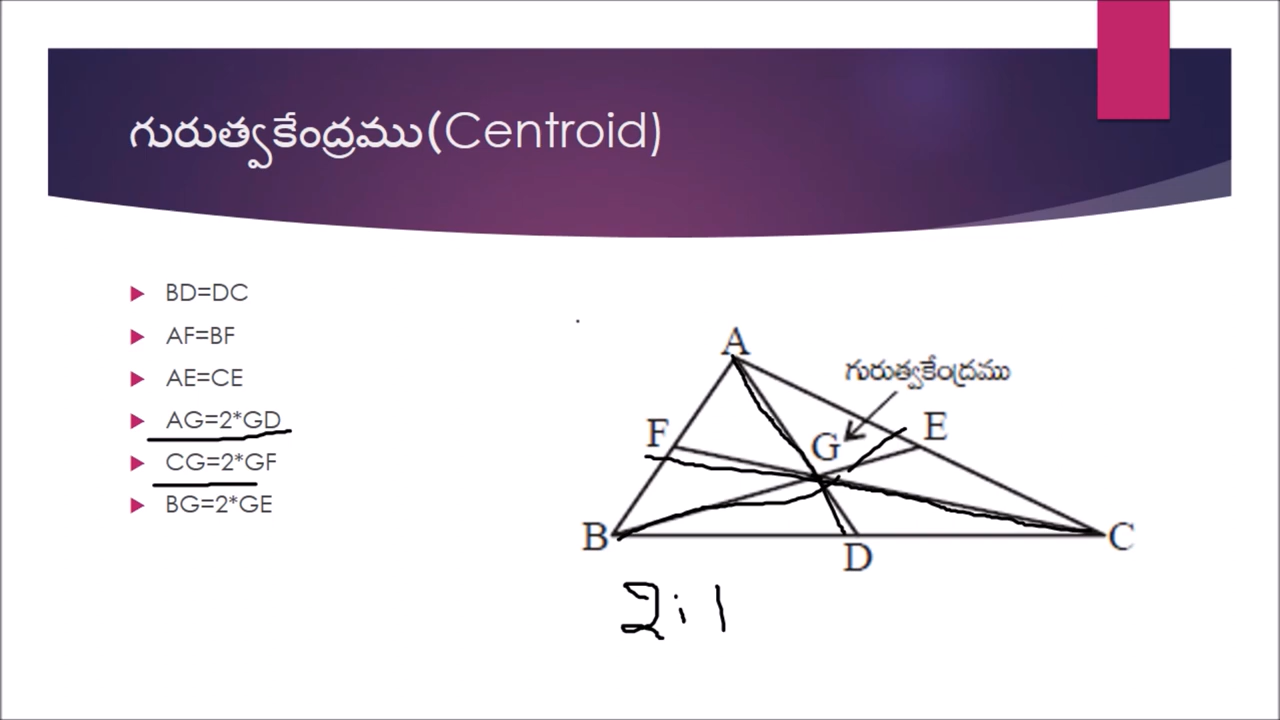 గురుత్వకేంద్రము(Centroid)
BD=DC
AF=BF
AE=CE
AG=2*GD
CG=2*GF
BG=2*GE
A
గురుత్వకేంద్రము
F
G
E
B
D
C
2:1